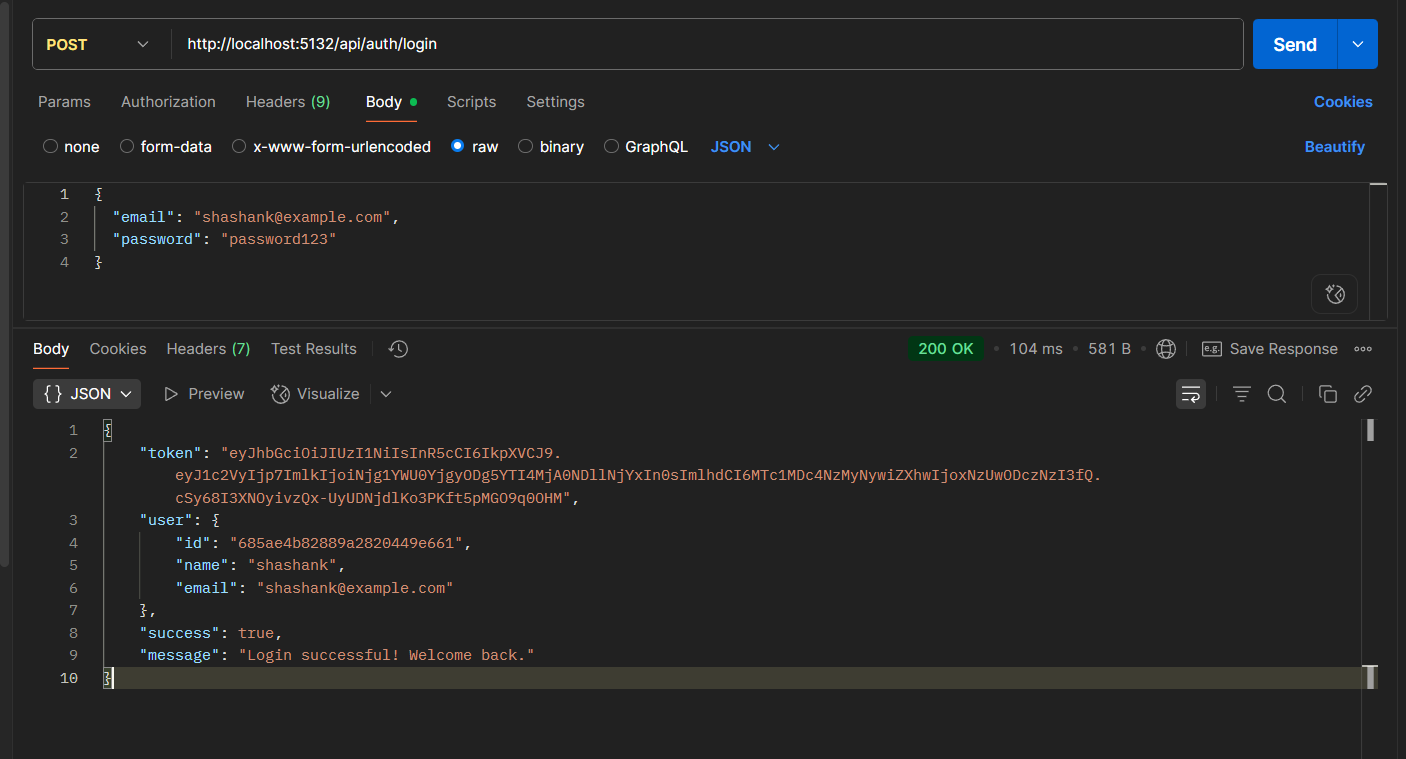 POST http://localhost:5132/api/auth/login Send
Params Authorization Headers (9) Body Scripts Settings Cookies
none form-data x-www-form-urlencoded raw binary GraphQL JSON Beautify
1 {
2 "email": "shashank@example.com",
3 "password": "password123"
4 }
Body Cookies Headers (7) Test Results 200 OK • 104 ms • 581 B • e.g. Save Response
{} JSON Preview Visualize
1 {
2 "token": "eyJhbGciOiJIUzI1NiIsInR5cCI6IkpXVCJ9.
eyJ1c2VyIjp7ImlkIjoiNjg1YWU0YjgyODg5YTI4MjA0NDllNjYxIn0sImlhdCI6MTc1MDc4NzMyNywiZXhwIjoxNzUwODczNzI3fQ.
cSy68I3XNOyivzQx-UyUDNjdlKo3PKft5pMGO9q0OHM",
3 "user": {
4 "id": "685ae4b82889a2820449e661",
5 "name": "shashank",
6 "email": "shashank@example.com"
7 },
8 "success": true,
9 "message": "Login successful! Welcome back."
10 }